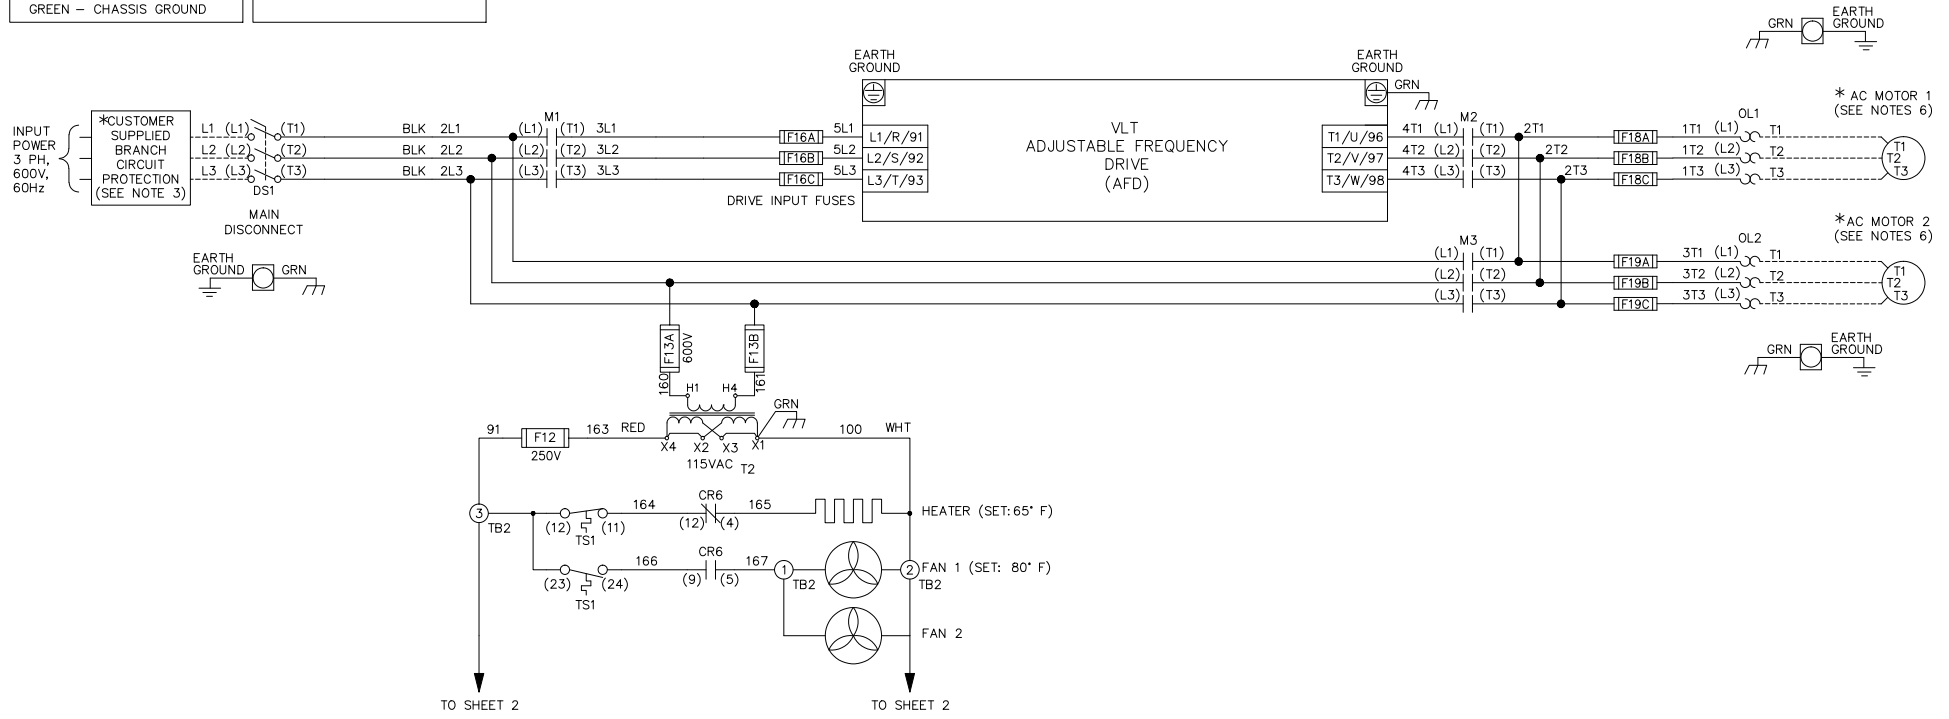 GREEN – CHASSIS GROUND
GRN
EARTH
GROUND
EARTH
GROUND
EARTH
GROUND
GRN
INPUT
POWER
3 PH,
600V,
60Hz
*CUSTOMER
SUPPLIED
BRANCH
CIRCUIT
PROTECTION
(SEE NOTE 3)
L1 (L1) (T1) BLK 2L1 (L1) M1 (T1) 3L1 F16A 5L1 L1/R/91
L2 (L2) (T2) BLK 2L2 (L2) (T2) 3L2 F16B 5L2 L2/S/92
L3 (L3) (T3) BLK 2L3 (L3) (T3) 3L3 F16C 5L3 L3/T/93
DS1
MAIN
DISCONNECT
DRIVE INPUT FUSES
VLT
ADJUSTABLE FREQUENCY
DRIVE
(AFD)
M2
T1/U/96 4T1 (L1) (T1) 2T1 F18A 1T1 (L1) T1
T2/V/97 4T2 (L2) (T2) 2T2 F18B 1T2 (L2) T2
T3/W/98 4T3 (L3) (T3) 2T3 F18C 1T3 (L3) T3
OL1
* AC MOTOR 1
(SEE NOTES 6)
T1
T2
T3
EARTH
GROUND
GRN
M3
(L1) (T1) F19A 3T1 (L1) T1
(L2) (T2) F19B 3T2 (L2) T2
(L3) (T3) F19C 3T3 (L3) T3
OL2
*AC MOTOR 2
(SEE NOTES 6)
T1
T2
T3
GRN
EARTH
GROUND
F13A
600V
F13B
160
161
H1 H4
GRN
91 F12 163 RED
250V
X4 X2 X3 X1
100 WHT
115VAC T2
3
TB2
(12) (11)
TS1
164
CR6
(12) (4)
165
HEATER (SET:65° F)
(23) (24)
TS1
166
CR6
(9) (5)
167
1
TB2
2
TB2
FAN 1 (SET: 80° F)
FAN 2
TO SHEET 2
TO SHEET 2